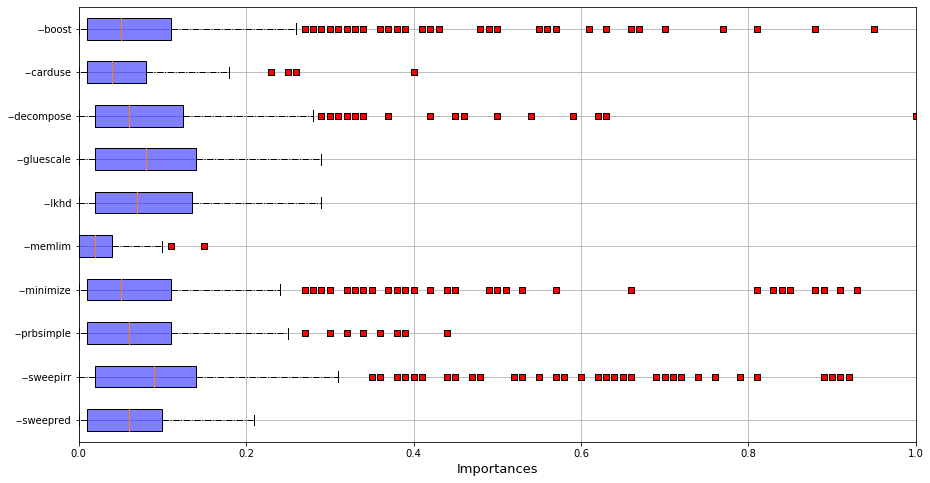 --boost
--carduse
--decompose
--gluescale
--lkhd
--memlim
--minimize
--prbsimple
--sweepirr
--sweepred
0.0 0.2 0.4 0.6 0.8 1.0
Importances